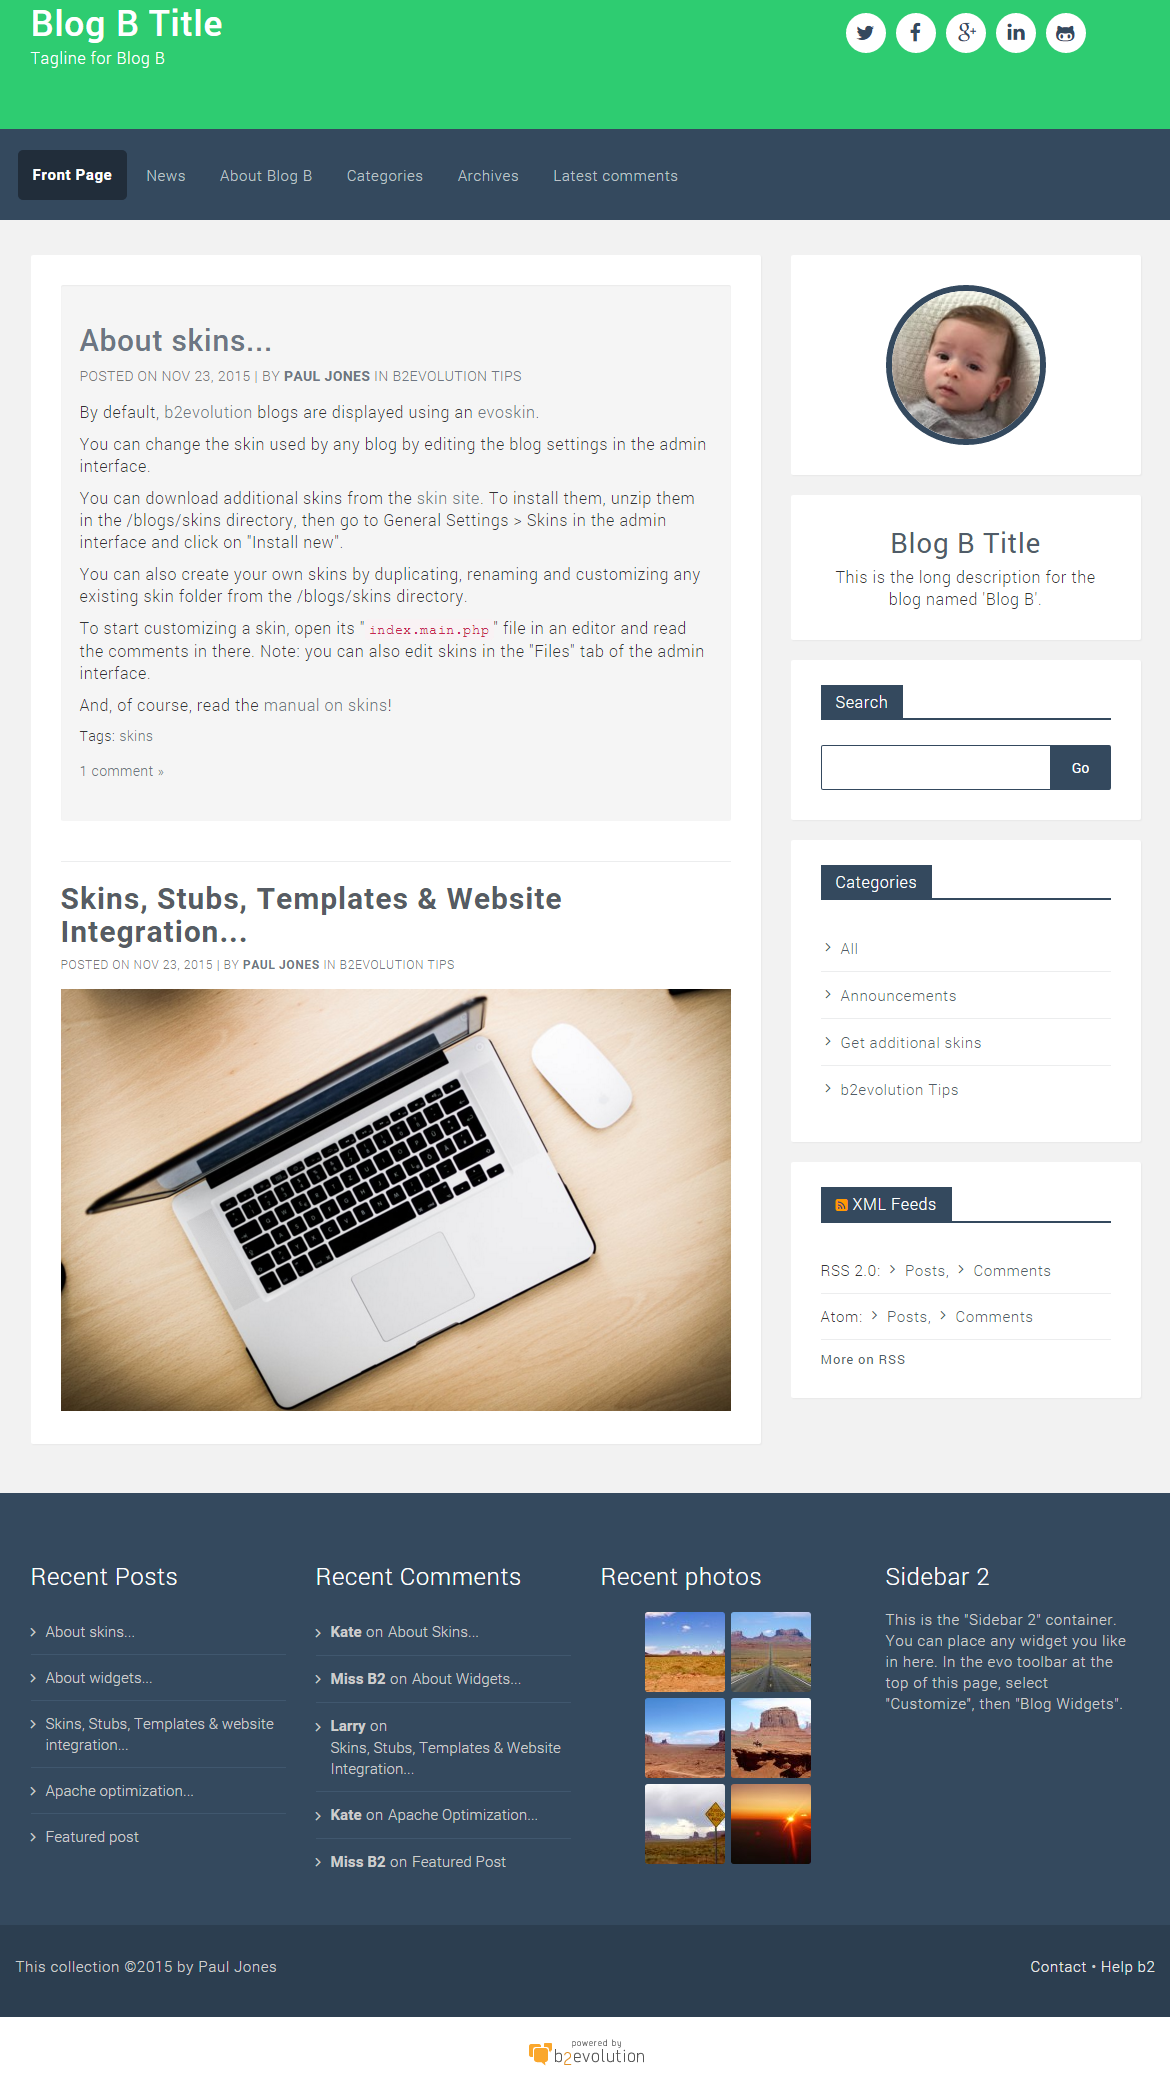 Blog B Title
Tagline for Blog B
Front Page
News
About Blog B
Categories
Archives
Latest comments
About skins...
POSTED ON NOV 23, 2015 | BY PAUL JONES IN B2EVOLUTION TIPS
By default, b2evolution blogs are displayed using an evoskin.
You can change the skin used by any blog by editing the blog settings in the admin
interface.
You can download additional skins from the skin site. To install them, unzip them
in the /blogs/skins directory, then go to General Settings > Skins in the admin
interface and click on "Install new".
You can also create your own skins by duplicating, renaming and customizing any
existing skin folder from the /blogs/skins directory.
To start customizing a skin, open its "index.main.php" file in an editor and read
the comments in there. Note: you can also edit skins in the "Files" tab of the admin
interface.
And, of course, read the manual on skins!
Tags: skins
1 comment »
Skins, Stubs, Templates & Website
Integration...
POSTED ON NOV 23, 2015 | BY PAUL JONES IN B2EVOLUTION TIPS
Blog B Title
This is the long description for the
blog named 'Blog B'.
Search
Go
Categories
All
Announcements
Get additional skins
b2evolution Tips
XML Feeds
RSS 2.0: Posts, Comments
Atom: Posts, Comments
More on RSS
Recent Posts
About skins...
About widgets...
Skins, Stubs, Templates & website
integration...
Apache optimization...
Featured post
Recent Comments
Kate on About Skins...
Miss B2 on About Widgets...
Larry on
Skins, Stubs, Templates & Website
Integration...
Kate on Apache Optimization...
Miss B2 on Featured Post
Recent photos
Sidebar 2
This is the "Sidebar 2" container.
You can place any widget you like
in here. In the evo toolbar at the
top of this page, select
"Customize", then "Blog Widgets".
This collection ©2015 by Paul Jones
Contact • Help b2
powered by
b2evolution